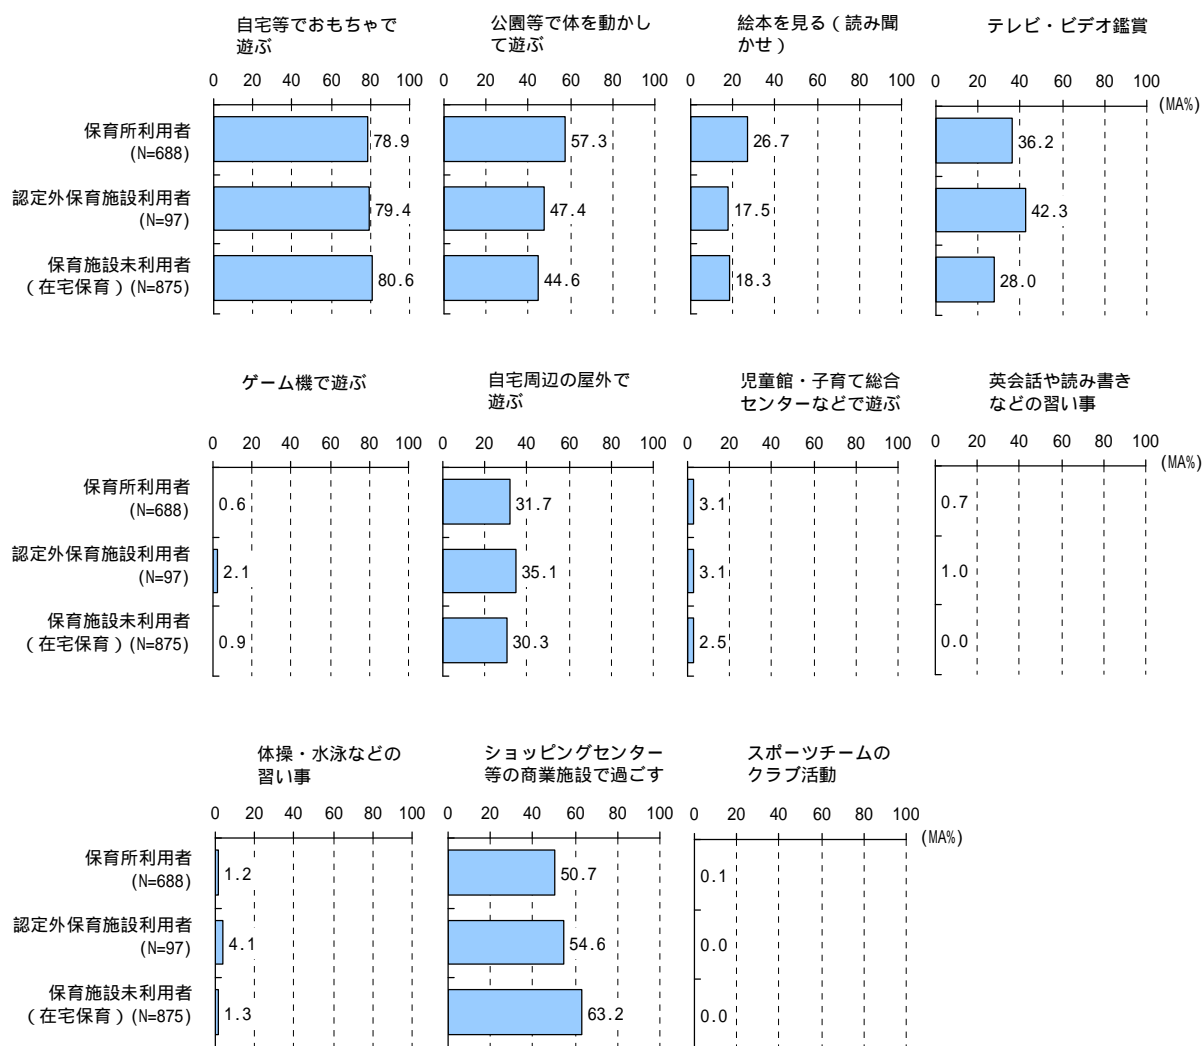 自宅等でおもちゃで
遊ぶ
公園等で体を動かし
て遊ぶ
絵本を見る（読み聞
かせ）
テレビ・ビデオ鑑賞
0 20 40 60 80 100
0 20 40 60 80 100
0 20 40 60 80 100
0 20 40 60 80 100
(MA%)
保育所利用者
(N=688)
78.9
57.3
26.7
36.2
認定外保育施設利用者
(N=97)
79.4
47.4
17.5
42.3
保育施設未利用者
（在宅保育）(N=875)
80.6
44.6
18.3
28.0
ゲーム機で遊ぶ
自宅周辺の屋外で
遊ぶ
児童館・子育て総合
センターなどで遊ぶ
英会話や読み書き
などの習い事
0 20 40 60 80 100
0 20 40 60 80 100
0 20 40 60 80 100
0 20 40 60 80 100
(MA%)
保育所利用者
(N=688)
0.6
31.7
3.1
0.7
認定外保育施設利用者
(N=97)
2.1
35.1
3.1
1.0
保育施設未利用者
（在宅保育）(N=875)
0.9
30.3
2.5
0.0
体操・水泳などの
習い事
ショッピングセンター
等の商業施設で過ごす
スポーツチームの
クラブ活動
0 20 40 60 80 100
0 20 40 60 80 100
0 20 40 60 80 100
(MA%)
保育所利用者
(N=688)
1.2
50.7
0.1
認定外保育施設利用者
(N=97)
4.1
54.6
0.0
保育施設未利用者
（在宅保育）(N=875)
1.3
63.2
0.0